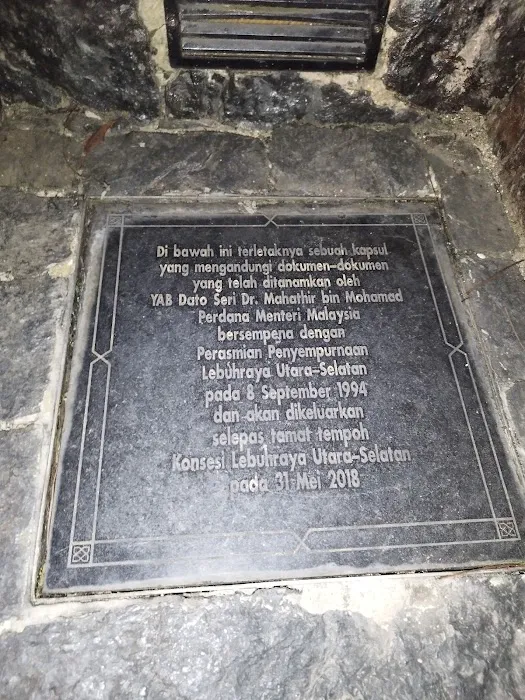 Di bawah ini terletaknya sebuah kapsul
yang mengandungi dokumen-dokumen
yang telah ditanamkan oleh
YAB Dato Seri Dr. Mahathir bin Mohamad
Perdana Menteri Malaysia
bersempena dengan
Perasmian Penyempurnaan
Lebuhraya Utara-Selatan
pada 8 September 1994
dan akan dikeluarkan
selepas tamat tempoh
Konsesi Lebuhraya Utara-Selatan
pada 31 Mei 2018